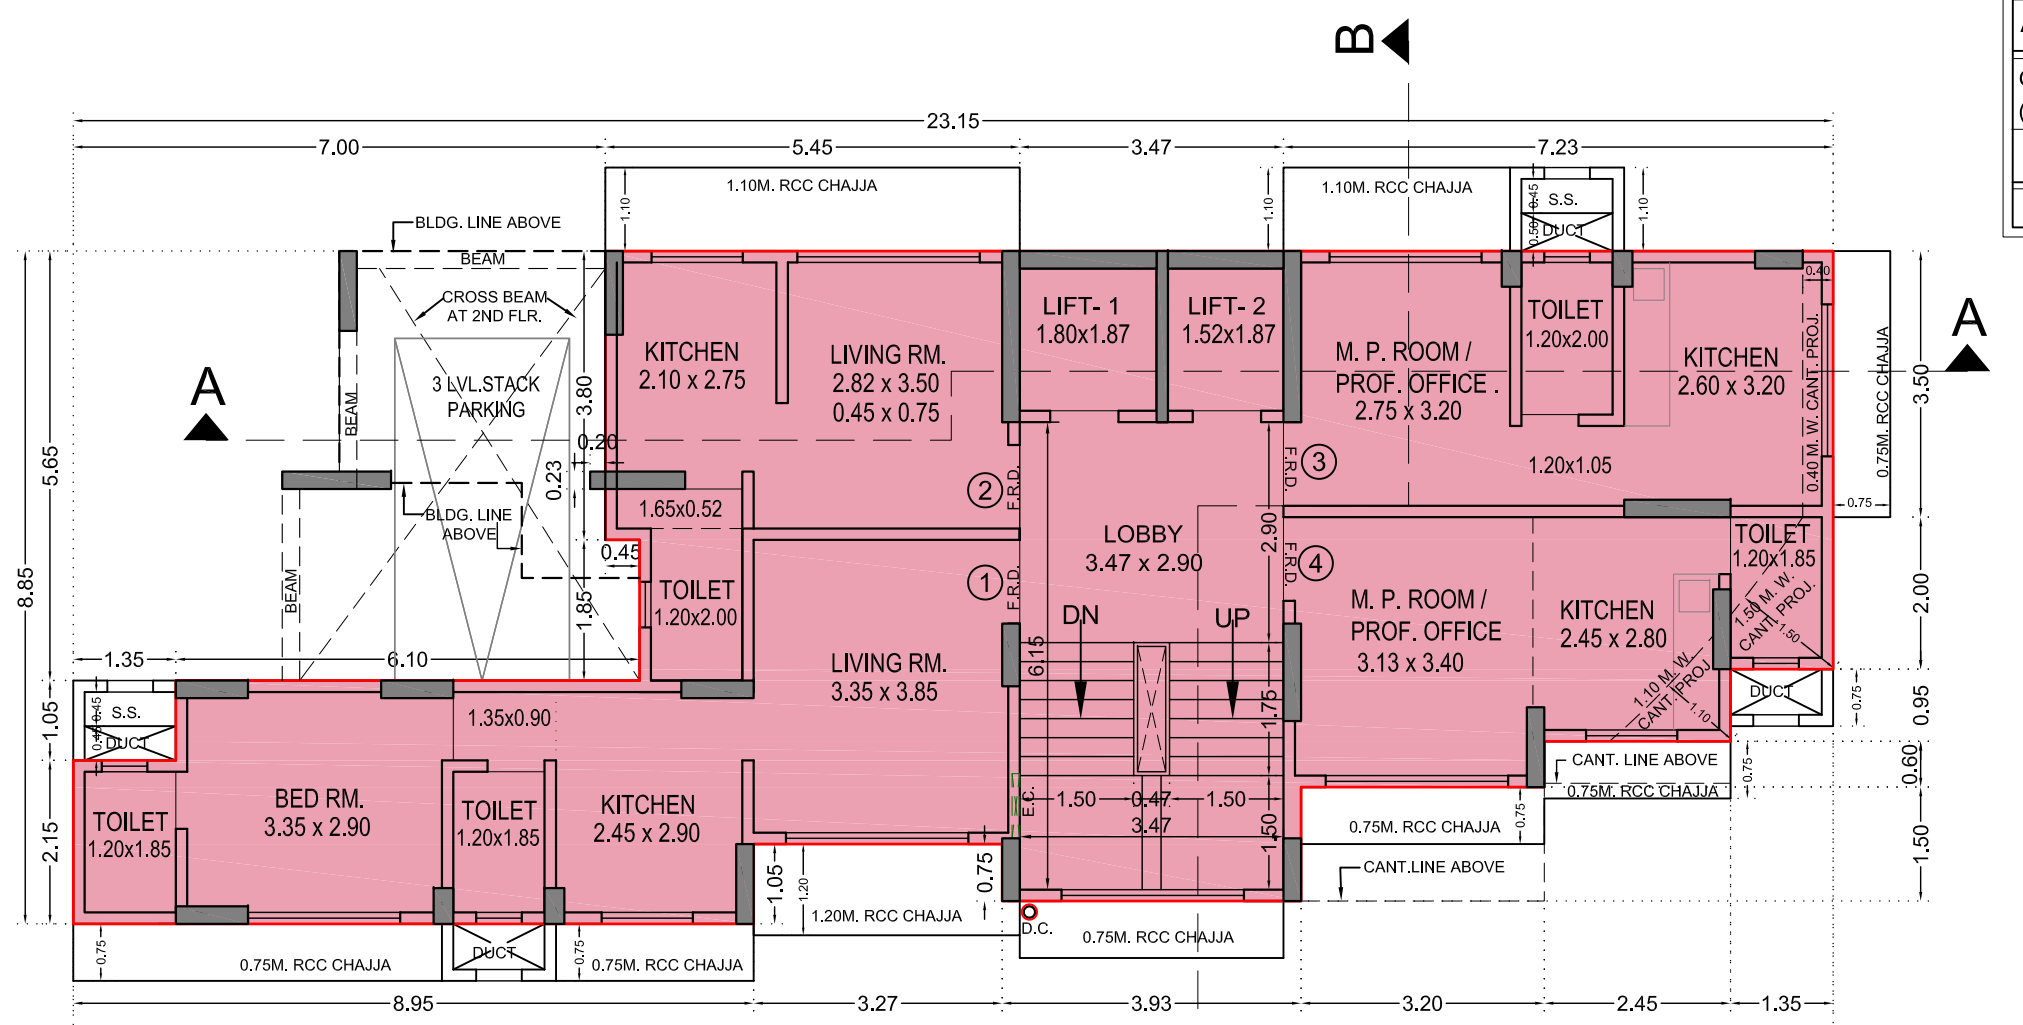 B
23.15
7.00
5.45
3.47
7.23
1.10M. RCC CHAJJA
1.10
1.10
1.10M. RCC CHAJJA
0.45
0.50
S.S.
DUCT
1.10
BLDG. LINE ABOVE
BEAM
CROSS BEAM
AT 2ND FLR.
3 LVL.STACK
PARKING
BEAM
BLDG. LINE
ABOVE
BEAM
3.80
0.20
0.23
0.45
1.85
A
A
8.85
5.65
1.05
2.15
KITCHEN
2.10 x 2.75
LIVING RM.
2.82 x 3.50
0.45 x 0.75
LIFT- 1
1.80x1.87
LIFT- 2
1.52x1.87
M. P. ROOM /
PROF. OFFICE .
2.75 x 3.20
TOILET
1.20x2.00
KITCHEN
2.60 x 3.20
0.40
0.40 M. W. CANT. PROJ.
0.75M. RCC CHAJJA
0.75
3.50
2.00
0.95
0.60
1.50
1.20x1.05
1.65x0.52
2
F.R.D.
3
F.R.D.
1
F.R.D.
4
F.R.D.
LOBBY
3.47 x 2.90
2.90
6.15
DN
UP
1.75
1.50
0.47
1.50
3.47
1.50
E.C.
TOILET
1.20x2.00
LIVING RM.
3.35 x 3.85
M. P. ROOM /
PROF. OFFICE
3.13 x 3.40
KITCHEN
2.45 x 2.80
TOILET
1.20x1.85
1.50 M. W.
CANT. PROJ.
1.50
1.10 M. W.
CANT. PROJ.
1.10
DUCT
0.75
0.75
CANT. LINE ABOVE
0.75M. RCC CHAJJA
0.75M. RCC CHAJJA
0.75
CANT.LINE ABOVE
1.35
6.10
S.S.
0.45
0.45
DUCT
1.35x0.90
TOILET
1.20x1.85
BED RM.
3.35 x 2.90
TOILET
1.20x1.85
KITCHEN
2.45 x 2.90
1.05
1.20
0.75
1.20M. RCC CHAJJA
D.C.
0.75M. RCC CHAJJA
0.75
0.75M. RCC CHAJJA
DUCT
0.75
0.75M. RCC CHAJJA
8.95
3.27
3.93
3.20
2.45
1.35